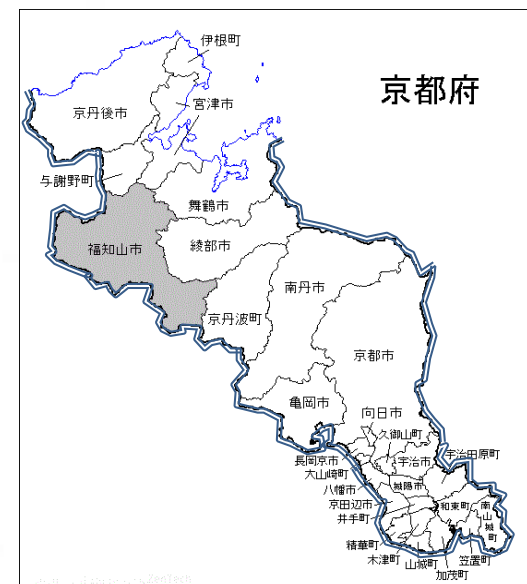 京都府
伊根町
京丹後市
宮津市
与謝野町
舞鶴市
福知山市
綾部市
南丹市
京丹波町
京都市
亀岡市
向日市
久御山町
長岡京市
宇治市
宇治田原町
大山崎町
八幡市
城陽市
京田辺市
井手町
和東町
南山城町
精華町
木津町
山城町
加茂町
笠置町